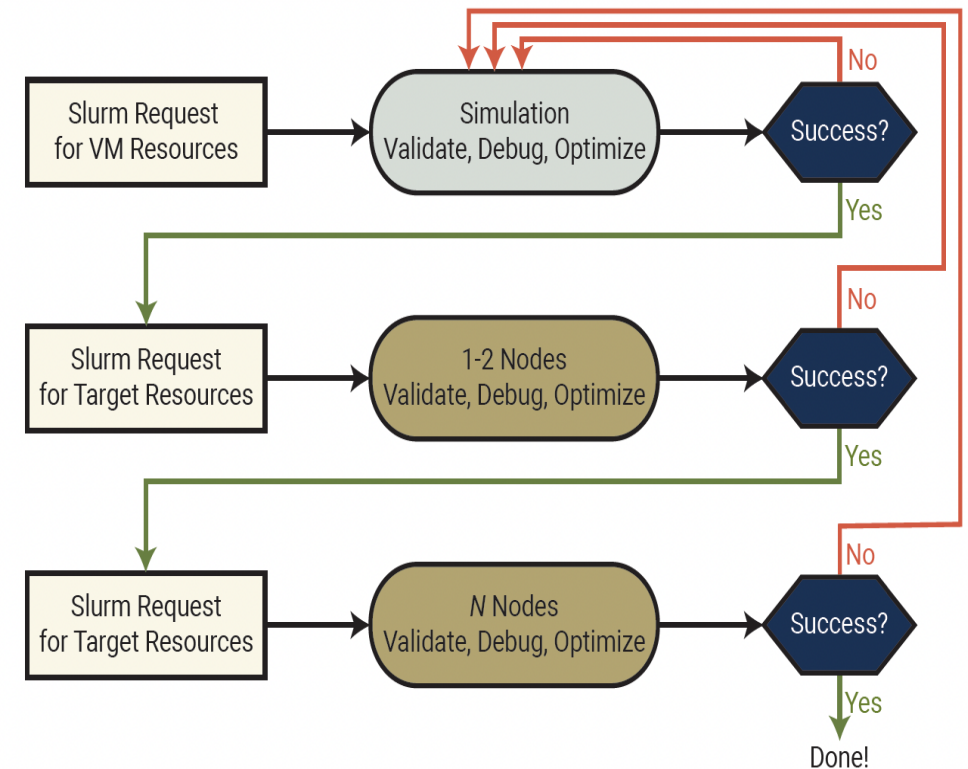 No
Slurm Request
for VM Resources
Simulation
Validate, Debug, Optimize
Success?
Yes
No
Slurm Request
for Target Resources
1-2 Nodes
Validate, Debug, Optimize
Success?
Yes
No
Slurm Request
for Target Resources
N Nodes
Validate, Debug, Optimize
Success?
Yes
Done!